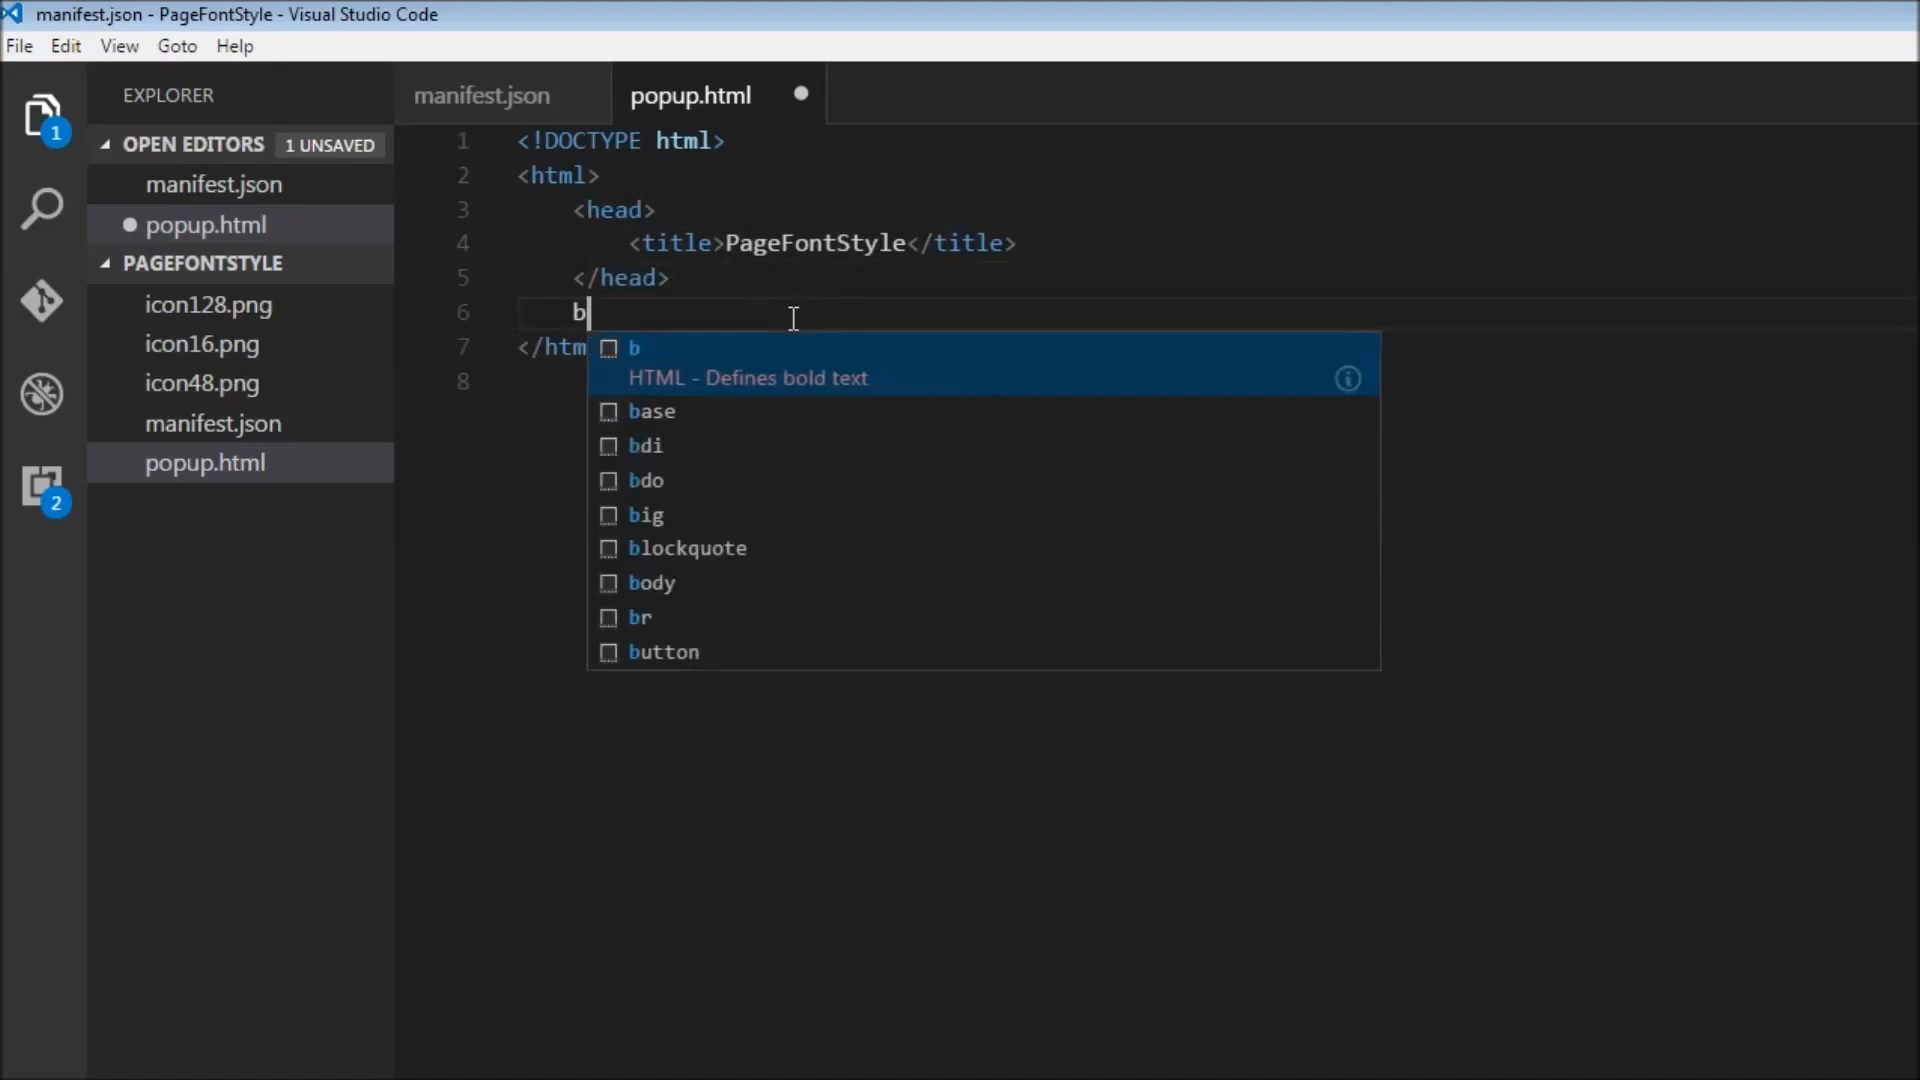 manifest.json - PageFontStyle - Visual Studio Code
File Edit View Goto Help
EXPLORER
OPEN EDITORS 1 UNSAVED
manifest.json
popup.html
PAGEFONTSTYLE
icon128.png
icon16.png
icon48.png
manifest.json
popup.html
1
2
manifest.json popup.html
1 <!DOCTYPE html>
2 <html>
3 <head>
4 <title>PageFontStyle</title>
5 </head>
6 b
7 </htm
8
b
HTML - Defines bold text
base
bdi
bdo
big
blockquote
body
br
button